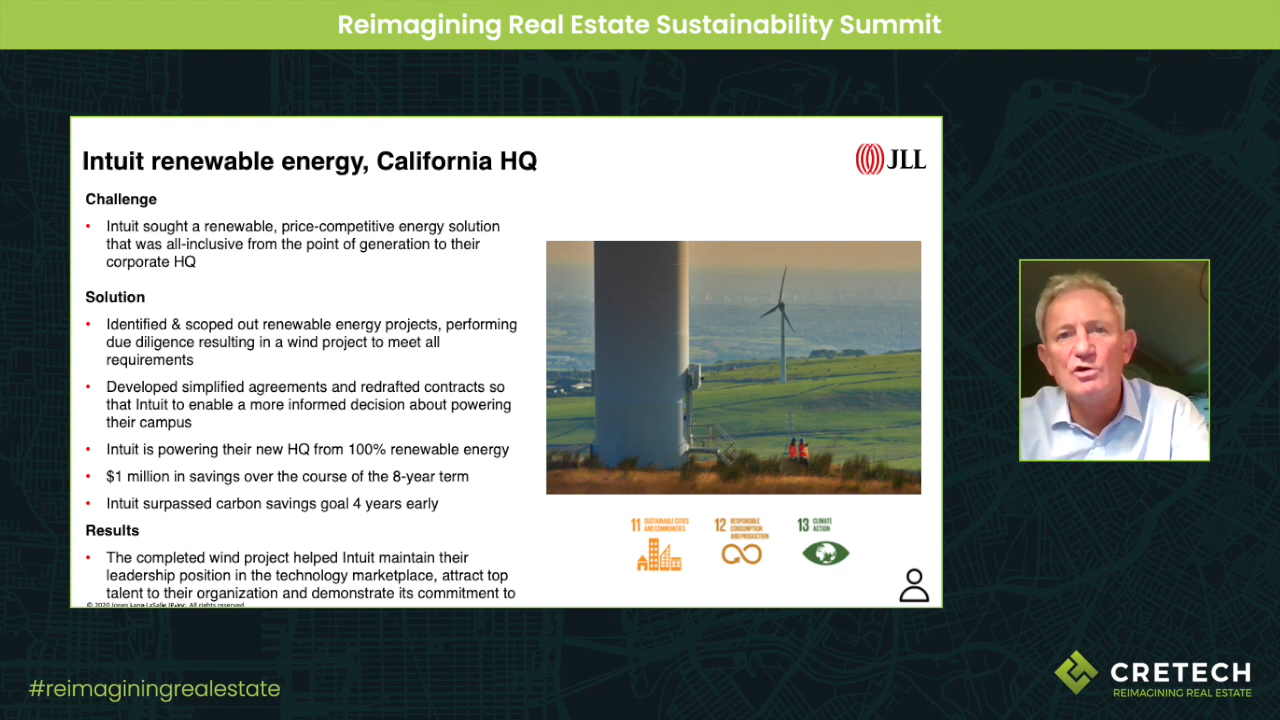 Reimagining Real Estate Sustainability Summit
Intuit renewable energy, California HQ
JLL
Challenge
• Intuit sought a renewable, price-competitive energy solution
that was all-inclusive from the point of generation to their
corporate HQ
Solution
• Identified & scoped out renewable energy projects, performing
due diligence resulting in a wind project to meet all
requirements
• Developed simplified agreements and redrafted contracts so
that Intuit to enable a more informed decision about powering
their campus
• Intuit is powering their new HQ from 100% renewable energy
• $1 million in savings over the course of the 8-year term
• Intuit surpassed carbon savings goal 4 years early
Results
• The completed wind project helped Intuit maintain their
leadership position in the technology marketplace, attract top
talent to their organization and demonstrate its commitment to
© 2020 Jones Lang LaSalle IP, Inc. All rights reserved.
11 SUSTAINABLE CITIES
AND COMMUNITIES
12 RESPONSIBLE
CONSUMPTION
AND PRODUCTION
13 CLIMATE
ACTION
#reimaginingrealestate
CRETECH
REIMAGINING REAL ESTATE